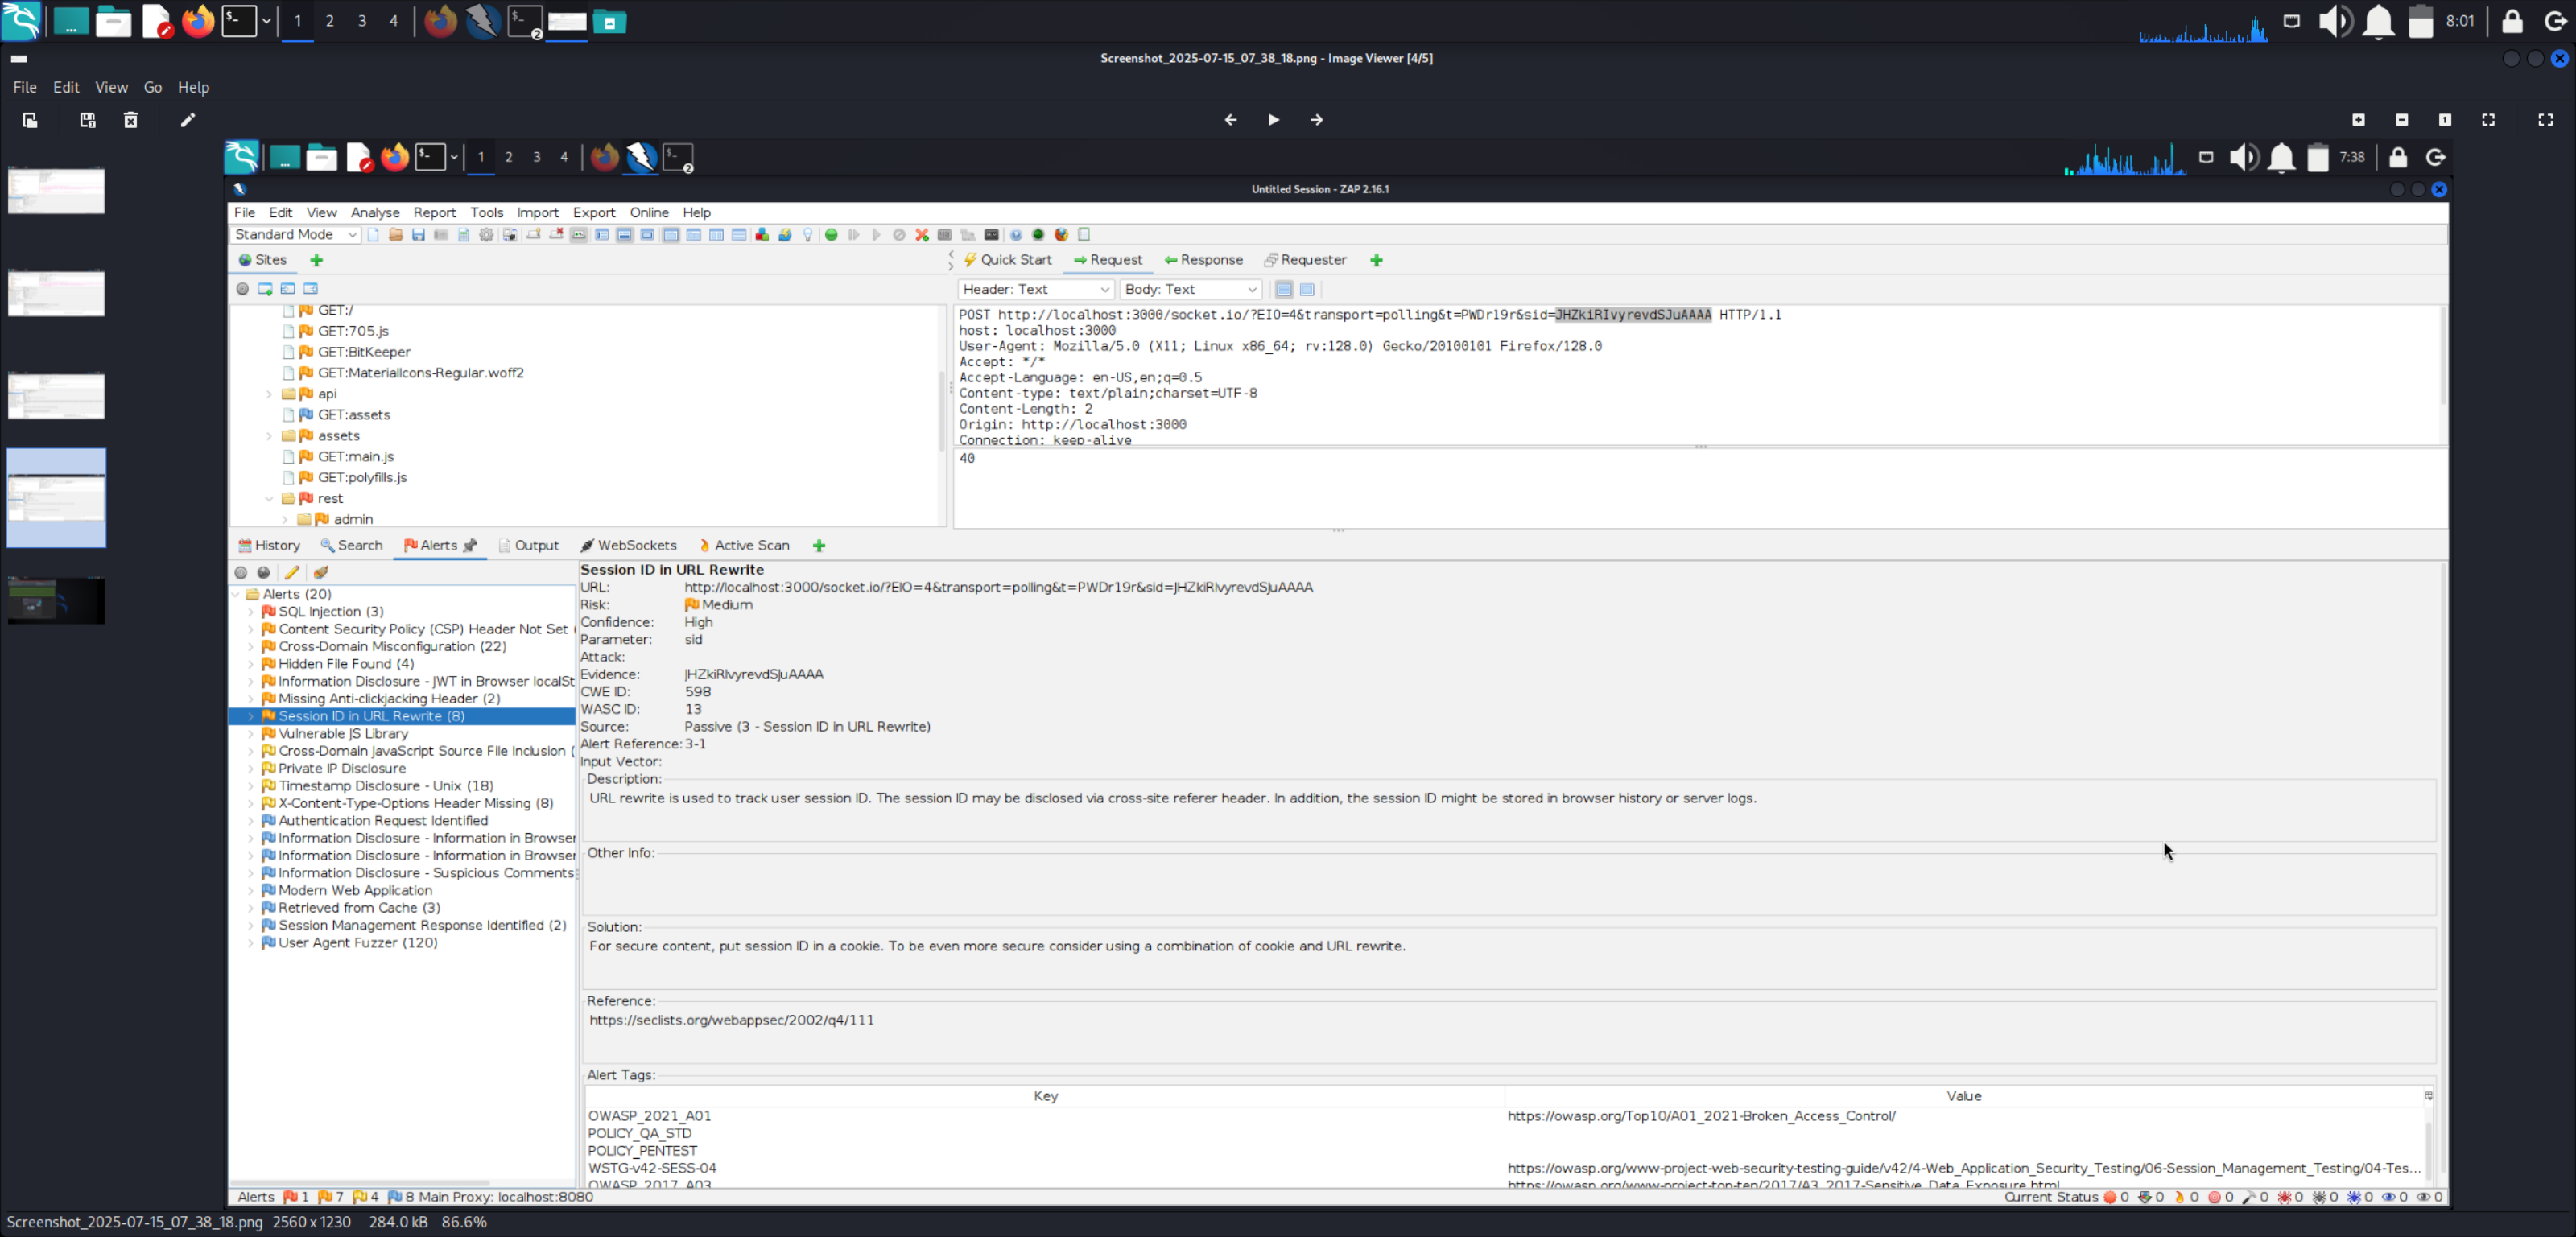 1 2 3 4
2
8:01
Screenshot_2025-07-15_07_38_18.png - Image Viewer [4/5]
File Edit View Go Help
1 2 3 4
2
7:38
Untitled Session - ZAP 2.16.1
File Edit View Analyse Report Tools Import Export Online Help
Standard Mode
Sites
Quick Start Request Response Requester
Header: Text Body: Text
GET:/
GET:705.js
GET:BitKeeper
GET:MaterialIcons-Regular.woff2
api
GET:assets
assets
GET:main.js
GET:polyfills.js
rest
admin
POST http://localhost:3000/socket.io/?EIO=4&transport=polling&t=PWDr19r&sid=JHZkiRIvyrevdSJuAAAA HTTP/1.1
host: localhost:3000
User-Agent: Mozilla/5.0 (X11; Linux x86_64; rv:128.0) Gecko/20100101 Firefox/128.0
Accept: */*
Accept-Language: en-US,en;q=0.5
Content-type: text/plain;charset=UTF-8
Content-Length: 2
Origin: http://localhost:3000
Connection: keep-alive
40
History Search Alerts Output WebSockets Active Scan
Alerts (20)
SQL Injection (3)
Content Security Policy (CSP) Header Not Set (
Cross-Domain Misconfiguration (22)
Hidden File Found (4)
Information Disclosure - JWT in Browser localSt
Missing Anti-clickjacking Header (2)
Session ID in URL Rewrite (8)
Vulnerable JS Library
Cross-Domain JavaScript Source File Inclusion (
Private IP Disclosure
Timestamp Disclosure - Unix (18)
X-Content-Type-Options Header Missing (8)
Authentication Request Identified
Information Disclosure - Information in Browser
Information Disclosure - Information in Browser
Information Disclosure - Suspicious Comments
Modern Web Application
Retrieved from Cache (3)
Session Management Response Identified (2)
User Agent Fuzzer (120)
Session ID in URL Rewrite
URL: http://localhost:3000/socket.io/?EIO=4&transport=polling&t=PWDr19r&sid=JHZkiRIvyrevdSJuAAAA
Risk: Medium
Confidence: High
Parameter: sid
Attack:
Evidence: JHZkiRIvyrevdSJuAAAA
CWE ID: 598
WASC ID: 13
Source: Passive (3 - Session ID in URL Rewrite)
Alert Reference: 3-1
Input Vector:
Description:
URL rewrite is used to track user session ID. The session ID may be disclosed via cross-site referer header. In addition, the session ID might be stored in browser history or server logs.
Other Info:
Solution:
For secure content, put session ID in a cookie. To be even more secure consider using a combination of cookie and URL rewrite.
Reference:
https://seclists.org/webappsec/2002/q4/111
Alert Tags:
Key Value
OWASP_2021_A01 https://owasp.org/Top10/A01_2021-Broken_Access_Control/
POLICY_QA_STD
POLICY_PENTEST
WSTG-v42-SESS-04 https://owasp.org/www-project-web-security-testing-guide/v42/4-Web_Application_Security_Testing/06-Session_Management_Testing/04-Tes...
OWASP_2017_A03 https://owasp.org/www-project-top-ten/2017/A3_2017-Sensitive_Data_Exposure.html
Alerts 1 7 4 8 Main Proxy: localhost:8080
Current Status 0 0 0 0 0 0 0 0 0 0
Screenshot_2025-07-15_07_38_18.png 2560 x 1230 284.0 kB 86.6%